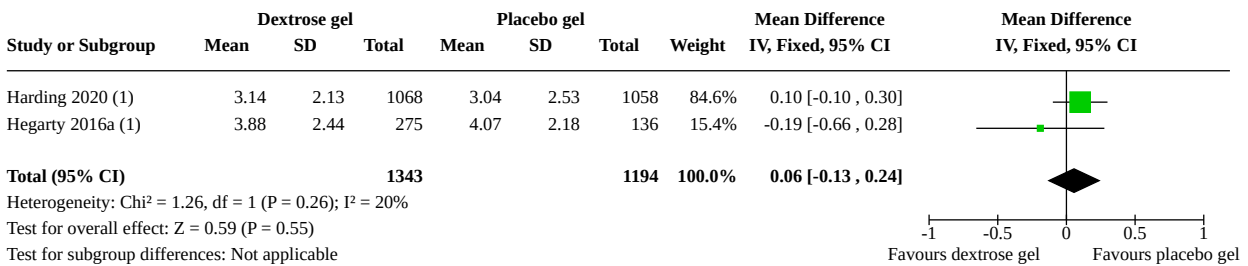 Dextrose gel Placebo gel Mean Difference Mean Difference
Study or Subgroup Mean SD Total Mean SD Total Weight IV, Fixed, 95% CI IV, Fixed, 95% CI
Harding 2020 (1) 3.14 2.13 1068 3.04 2.53 1058 84.6% 0.10 [-0.10 , 0.30]
Hegarty 2016a (1) 3.88 2.44 275 4.07 2.18 136 15.4% -0.19 [-0.66 , 0.28]
Total (95% CI) 1343 1194 100.0% 0.06 [-0.13 , 0.24]
Heterogeneity: Chi² = 1.26, df = 1 (P = 0.26); I² = 20%
Test for overall effect: Z = 0.59 (P = 0.55) -1 -0.5 0 0.5 1
Test for subgroup differences: Not applicable Favours dextrose gel Favours placebo gel